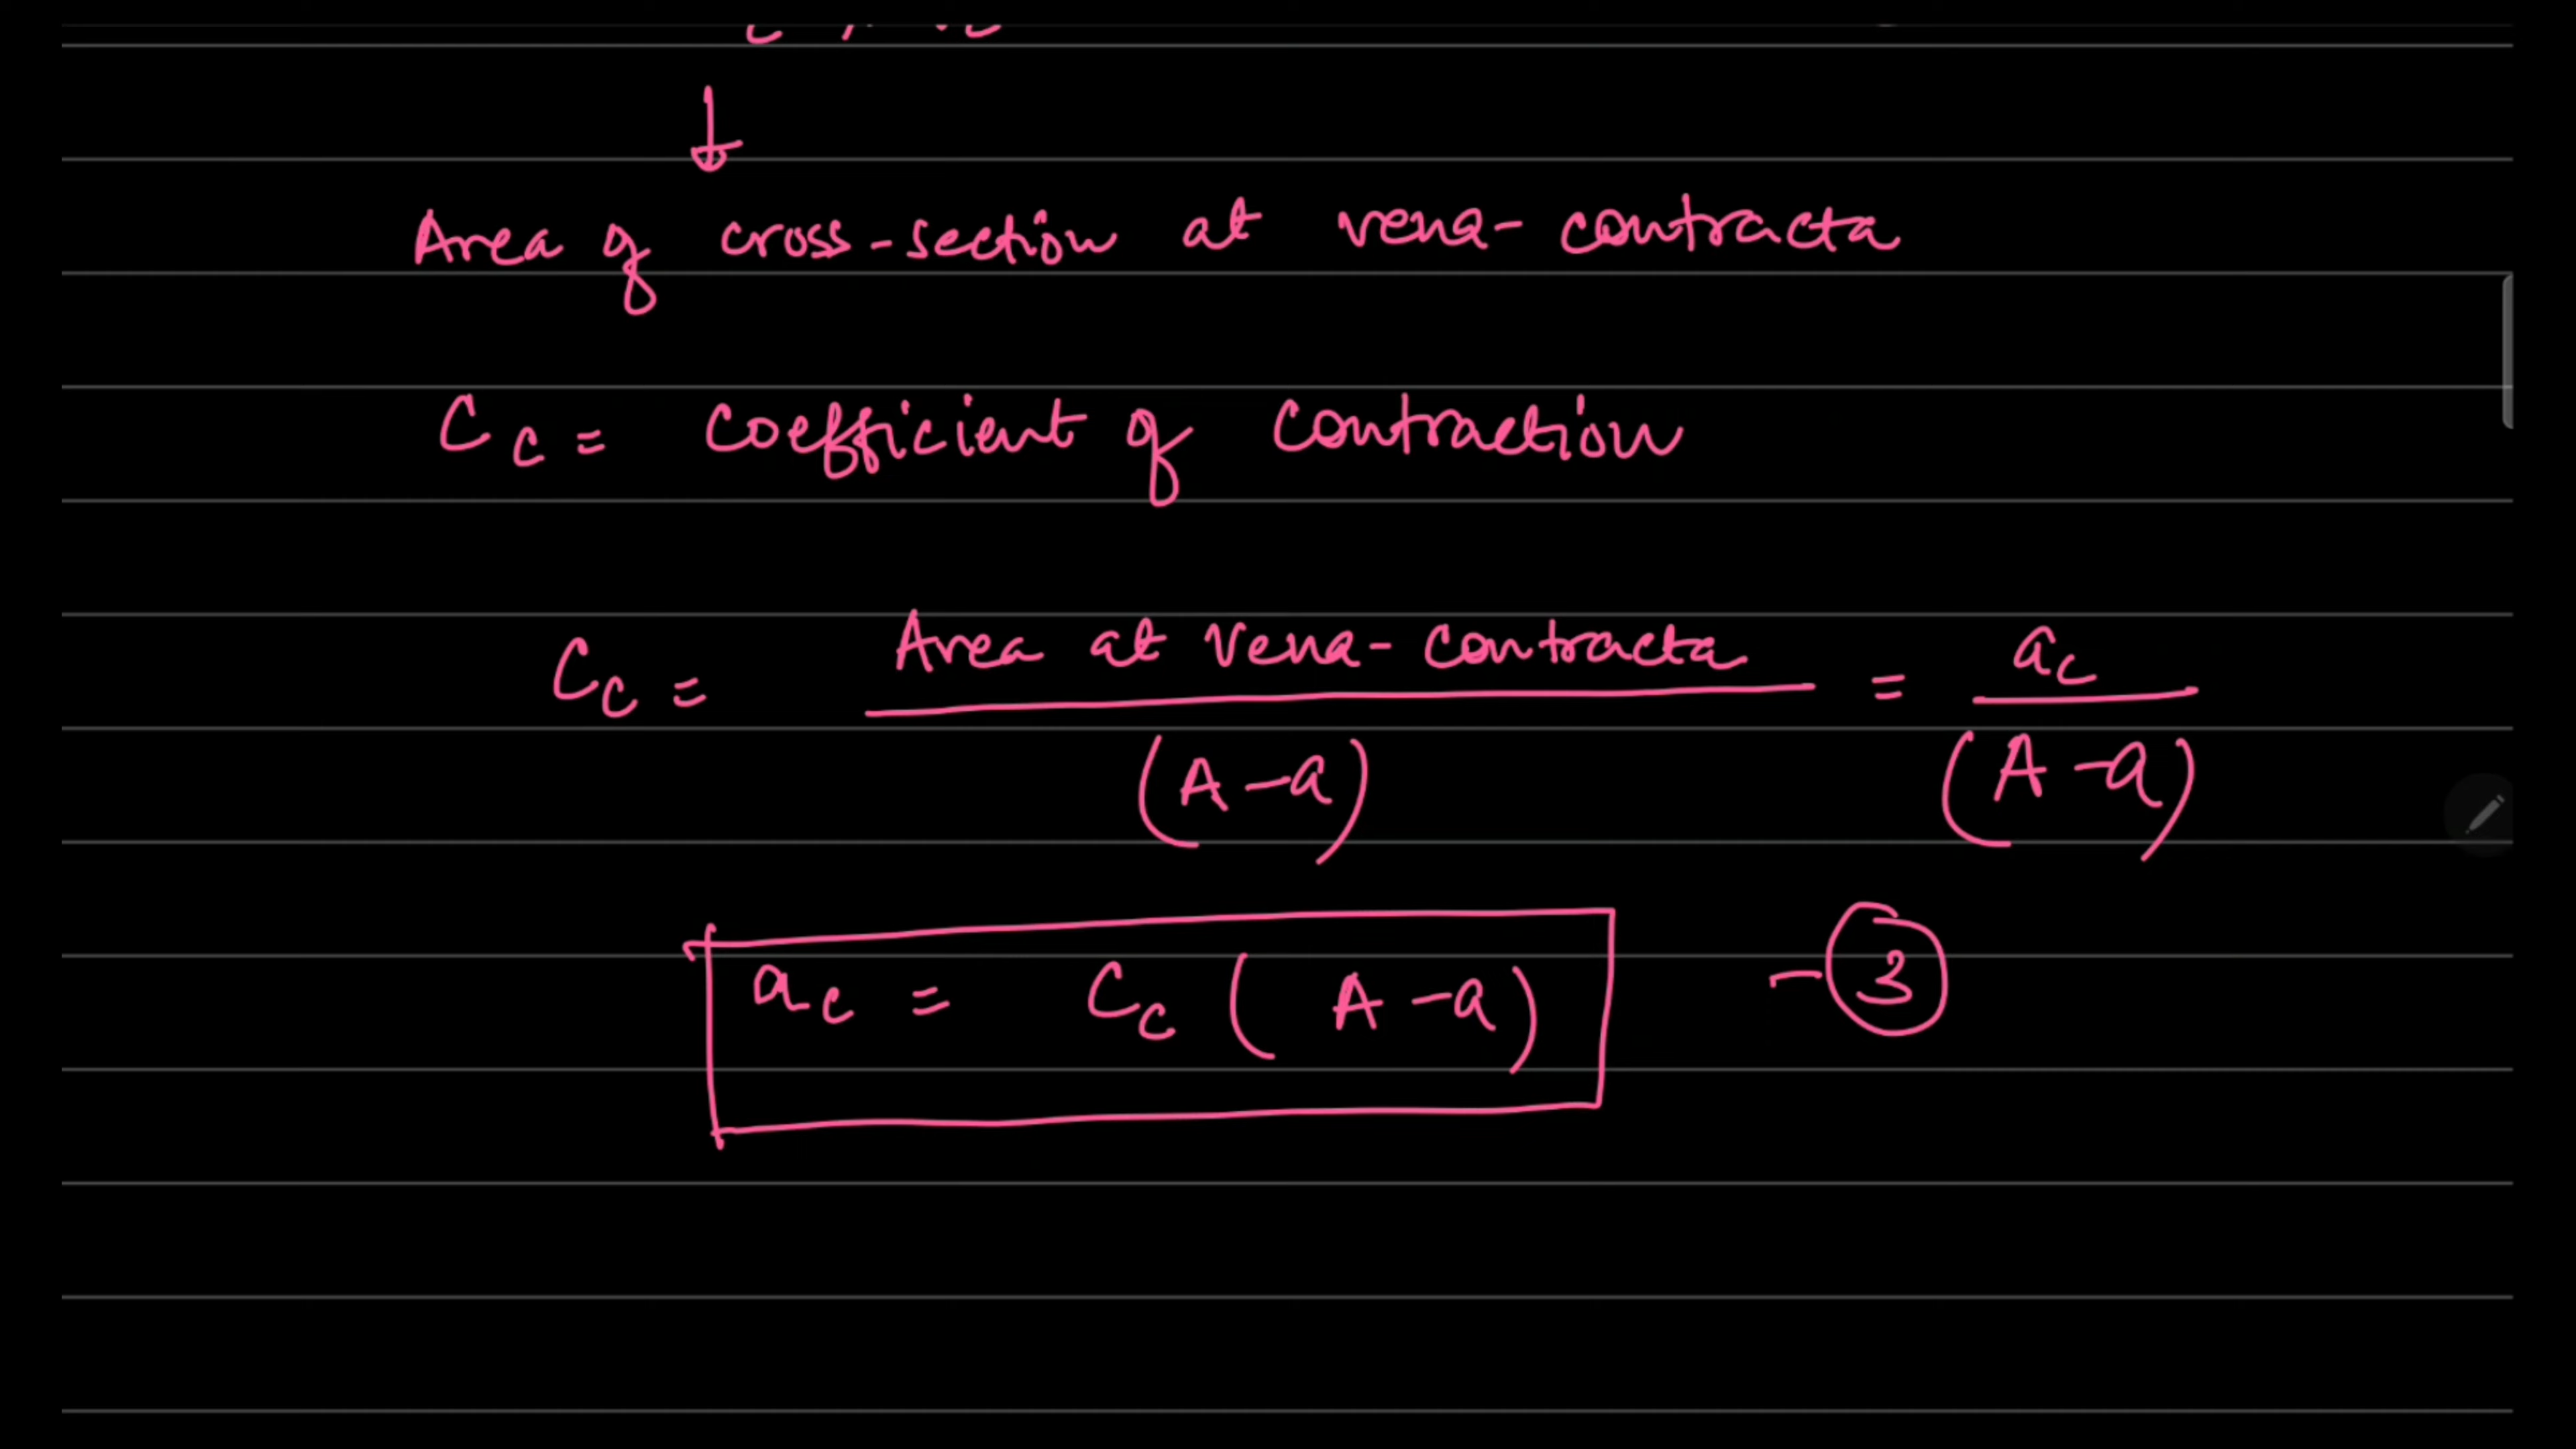 Area of cross-section at vena-contracta
Cc = coefficient of contraction
Cc = Area at vena-contracta / (A-a) = ac / (A-a)
ac = Cc (A-a) - 3